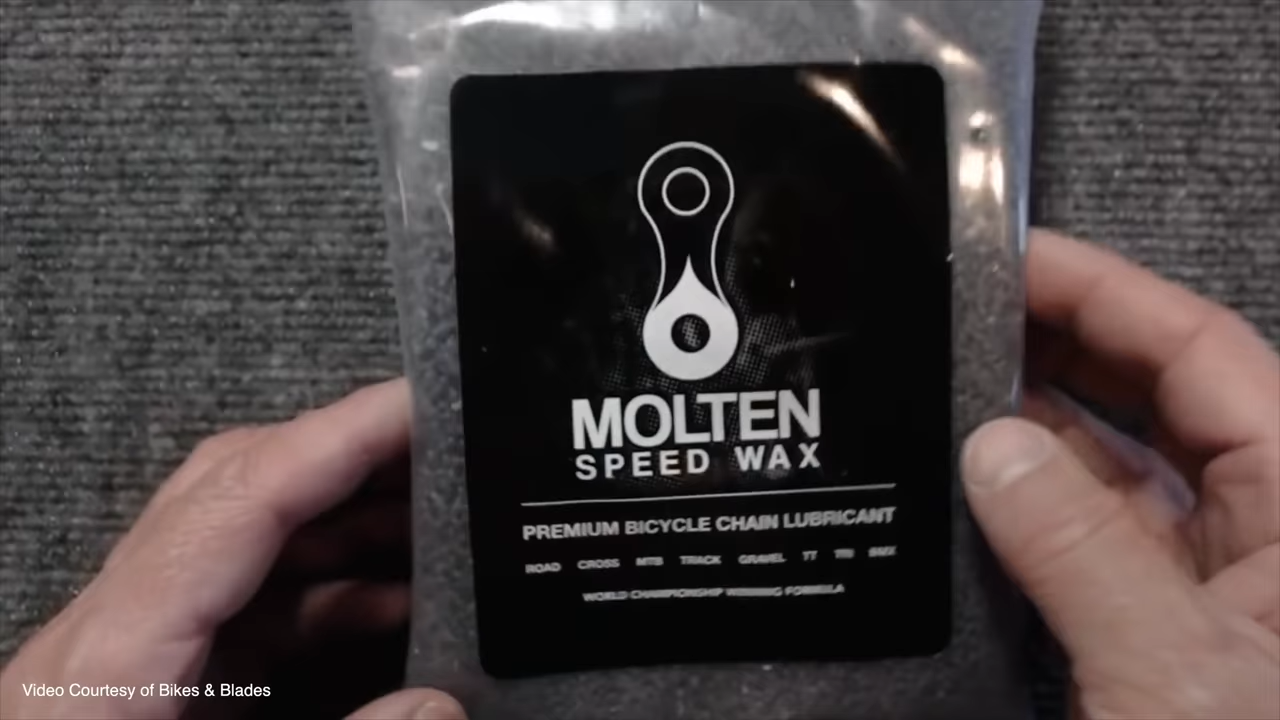 MOLTEN
SPEED WAX
PREMIUM BICYCLE CHAIN LUBRICANT
ROAD CROSS MTB TRACK GRAVEL TT TRI BMX
WORLD CHAMPIONSHIP WINNING FORMULA
Video Courtesy of Bikes & Blades